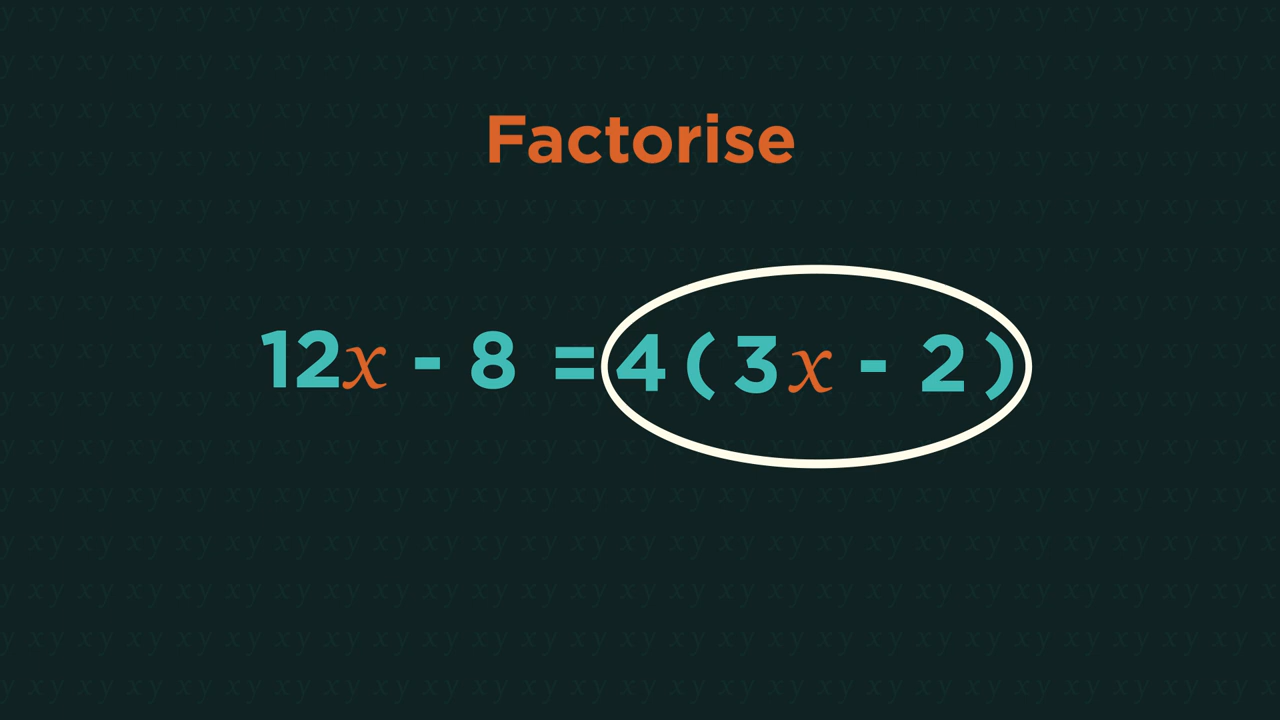 Factorise
12x - 8 = 4 ( 3x - 2 )